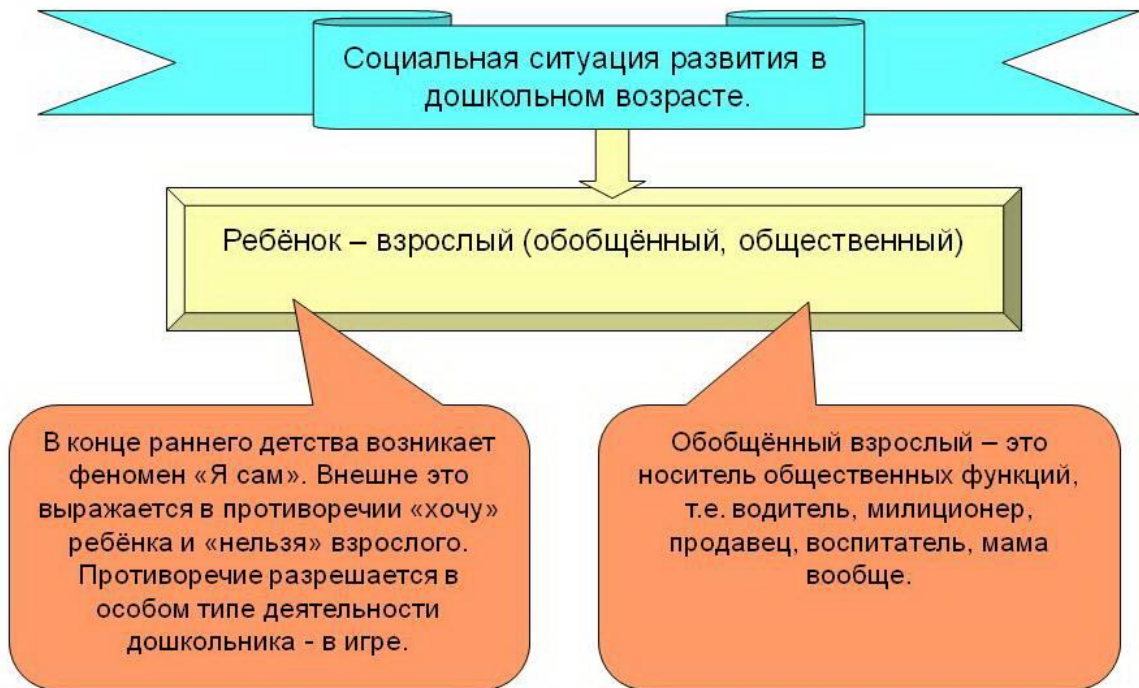 Социальная ситуация развития в
дошкольном возрасте.
Ребёнок – взрослый (обобщённый, общественный)
В конце раннего детства возникает
феномен «Я сам». Внешне это
выражается в противоречии «хочу»
ребёнка и «нельзя» взрослого.
Противоречие разрешается в
особом типе деятельности
дошкольника - в игре.
Обобщённый взрослый – это
носитель общественных функций,
т.е. водитель, милиционер,
продавец, воспитатель, мама
вообще.